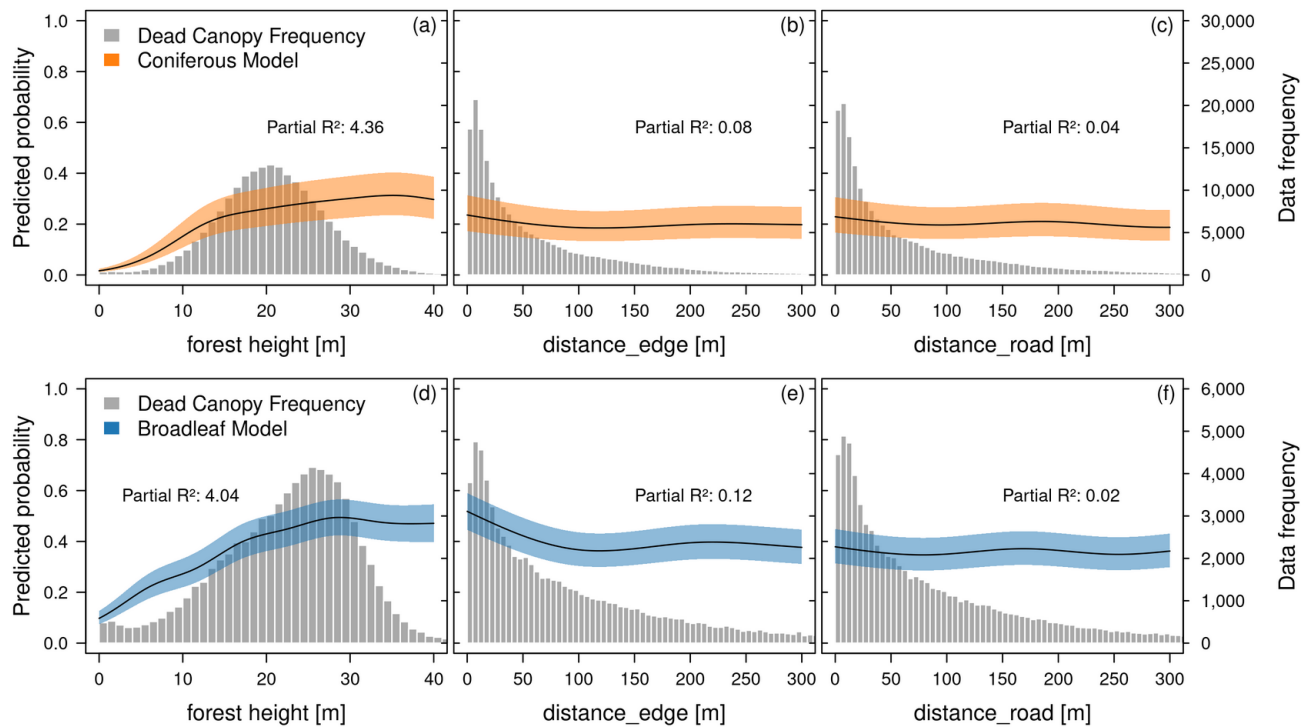 (a)
Dead Canopy Frequency
Coniferous Model
Partial R²: 4.36
Predicted probability
1.0
0.8
0.6
0.4
0.2
0.0
0 10 20 30 40
forest height [m]
(b)
Partial R²: 0.08
0 50 100 150 200 250 300
distance_edge [m]
(c)
Partial R²: 0.04
0 50 100 150 200 250 300
distance_road [m]
30,000
25,000
20,000
15,000
10,000
5,000
0
Data frequency
(d)
Dead Canopy Frequency
Broadleaf Model
Partial R²: 4.04
Predicted probability
1.0
0.8
0.6
0.4
0.2
0.0
0 10 20 30 40
forest height [m]
(e)
Partial R²: 0.12
0 50 100 150 200 250 300
distance_edge [m]
(f)
Partial R²: 0.02
0 50 100 150 200 250 300
distance_road [m]
6,000
5,000
4,000
3,000
2,000
1,000
0
Data frequency